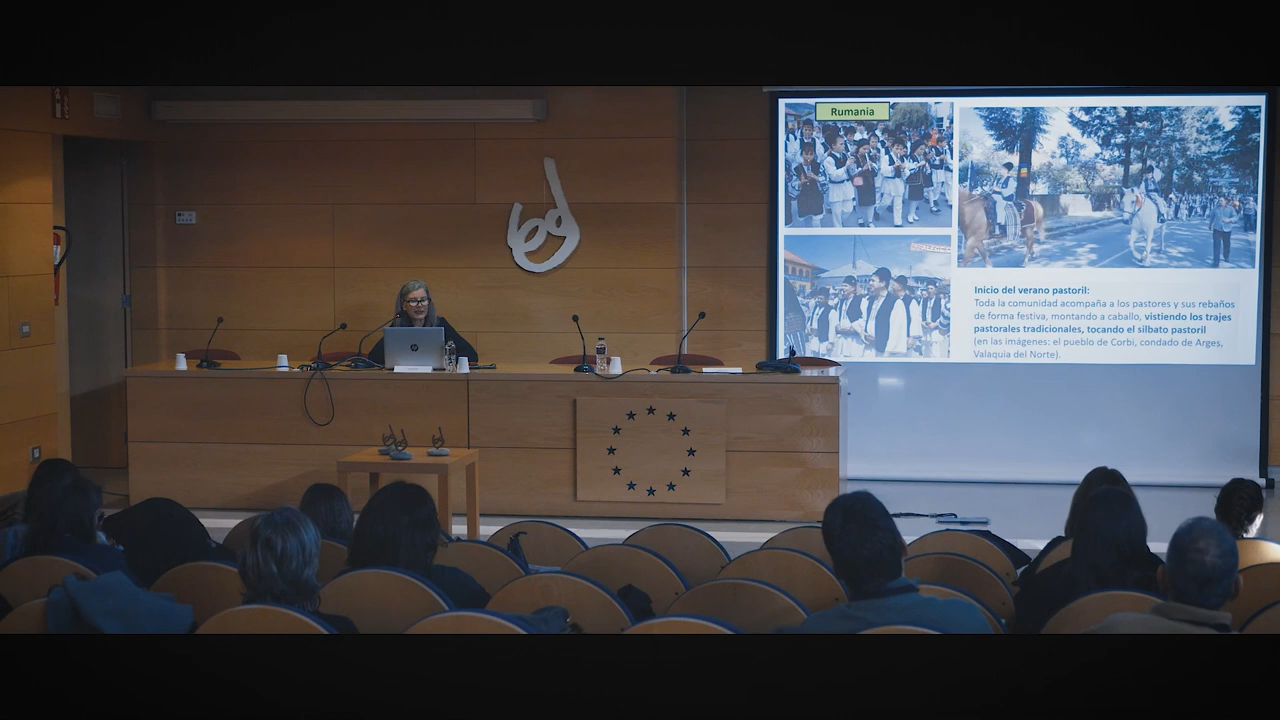 Rumania
Inicio del verano pastoril:
Toda la comunidad acompaña a los pastores y sus rebaños
de forma festiva, montando a caballo, vistiendo los trajes
pastorales tradicionales, tocando el silbato pastoril
(en las imágenes: el pueblo de Corbi, condado de Arges,
Valaquia del Norte).
hp